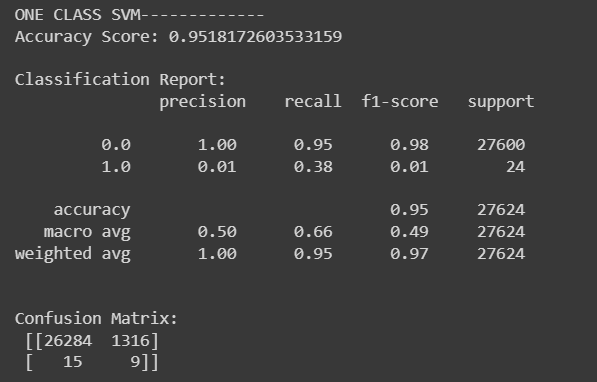 ONE CLASS SVM-------------
Accuracy Score: 0.9518172603533159
Classification Report:
precision recall f1-score support
0.0 1.00 0.95 0.98 27600
1.0 0.01 0.38 0.01 24
accuracy 0.95 27624
macro avg 0.50 0.66 0.49 27624
weighted avg 1.00 0.95 0.97 27624
Confusion Matrix:
[[26284 1316]
[ 15 9]]